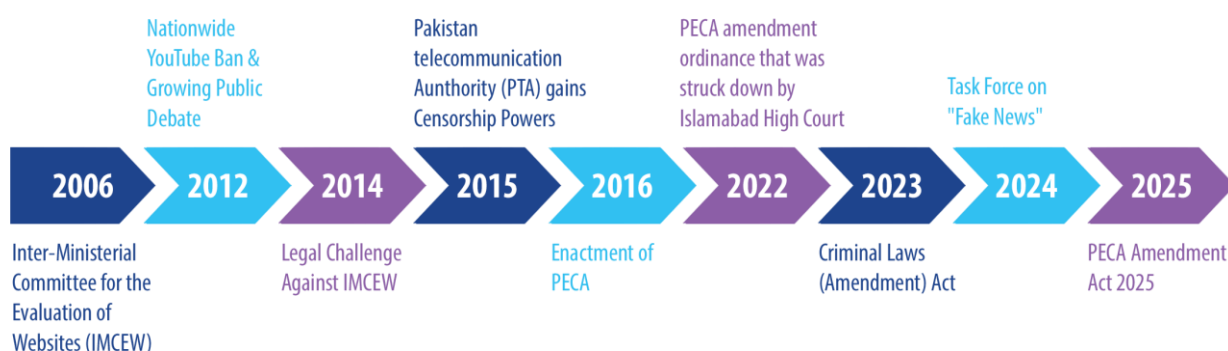 Nationwide
YouTube Ban &
Growing Public
Debate
Pakistan
telecommunication
Aunthority (PTA) gains
Censorship Powers
PECA amendment
ordinance that was
struck down by
Islamabad High Court
Task Force on
"Fake News"
2006
2012
2014
2015
2016
2022
2023
2024
2025
Inter-Ministerial
Committee for the
Evaluation of
Websites (IMCEW)
Legal Challenge
Against IMCEW
Enactment of
PECA
Criminal Laws
(Amendment) Act
PECA Amendment
Act 2025